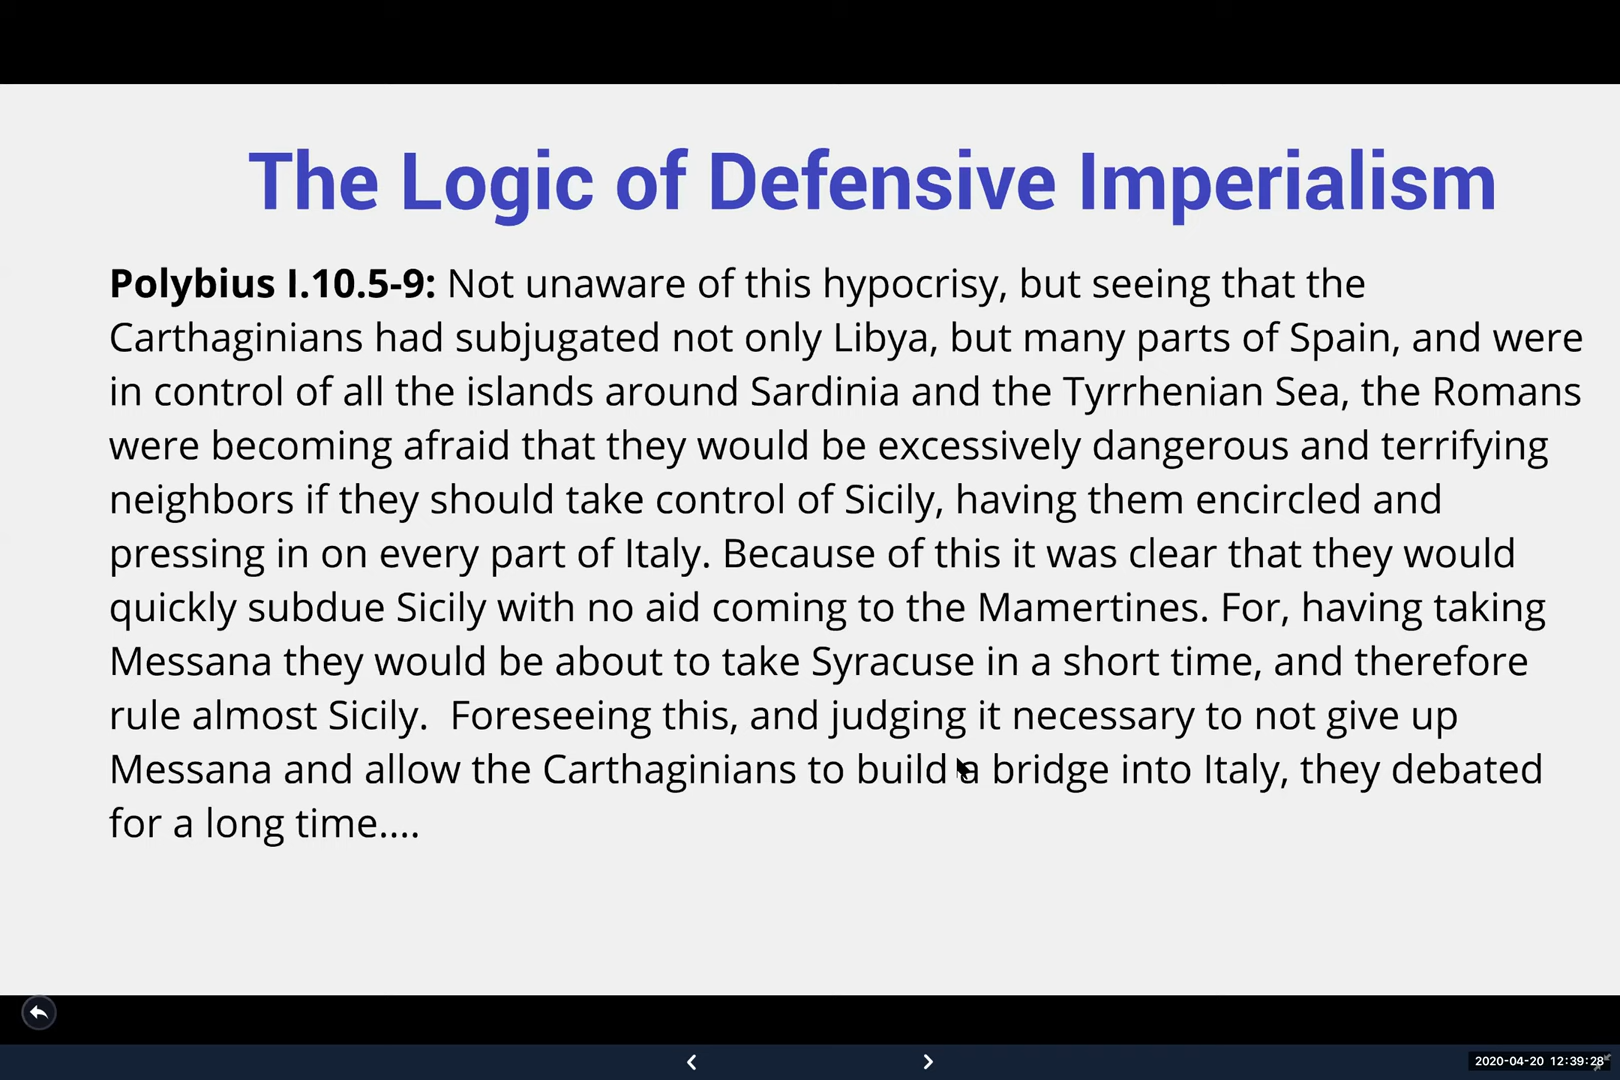 The Logic of Defensive Imperialism
Polybius I.10.5-9: Not unaware of this hypocrisy, but seeing that the
Carthaginians had subjugated not only Libya, but many parts of Spain, and were
in control of all the islands around Sardinia and the Tyrrhenian Sea, the Romans
were becoming afraid that they would be excessively dangerous and terrifying
neighbors if they should take control of Sicily, having them encircled and
pressing in on every part of Italy. Because of this it was clear that they would
quickly subdue Sicily with no aid coming to the Mamertines. For, having taking
Messana they would be about to take Syracuse in a short time, and therefore
rule almost Sicily.  Foreseeing this, and judging it necessary to not give up
Messana and allow the Carthaginians to build a bridge into Italy, they debated
for a long time....
2020-04-20 12:39:28